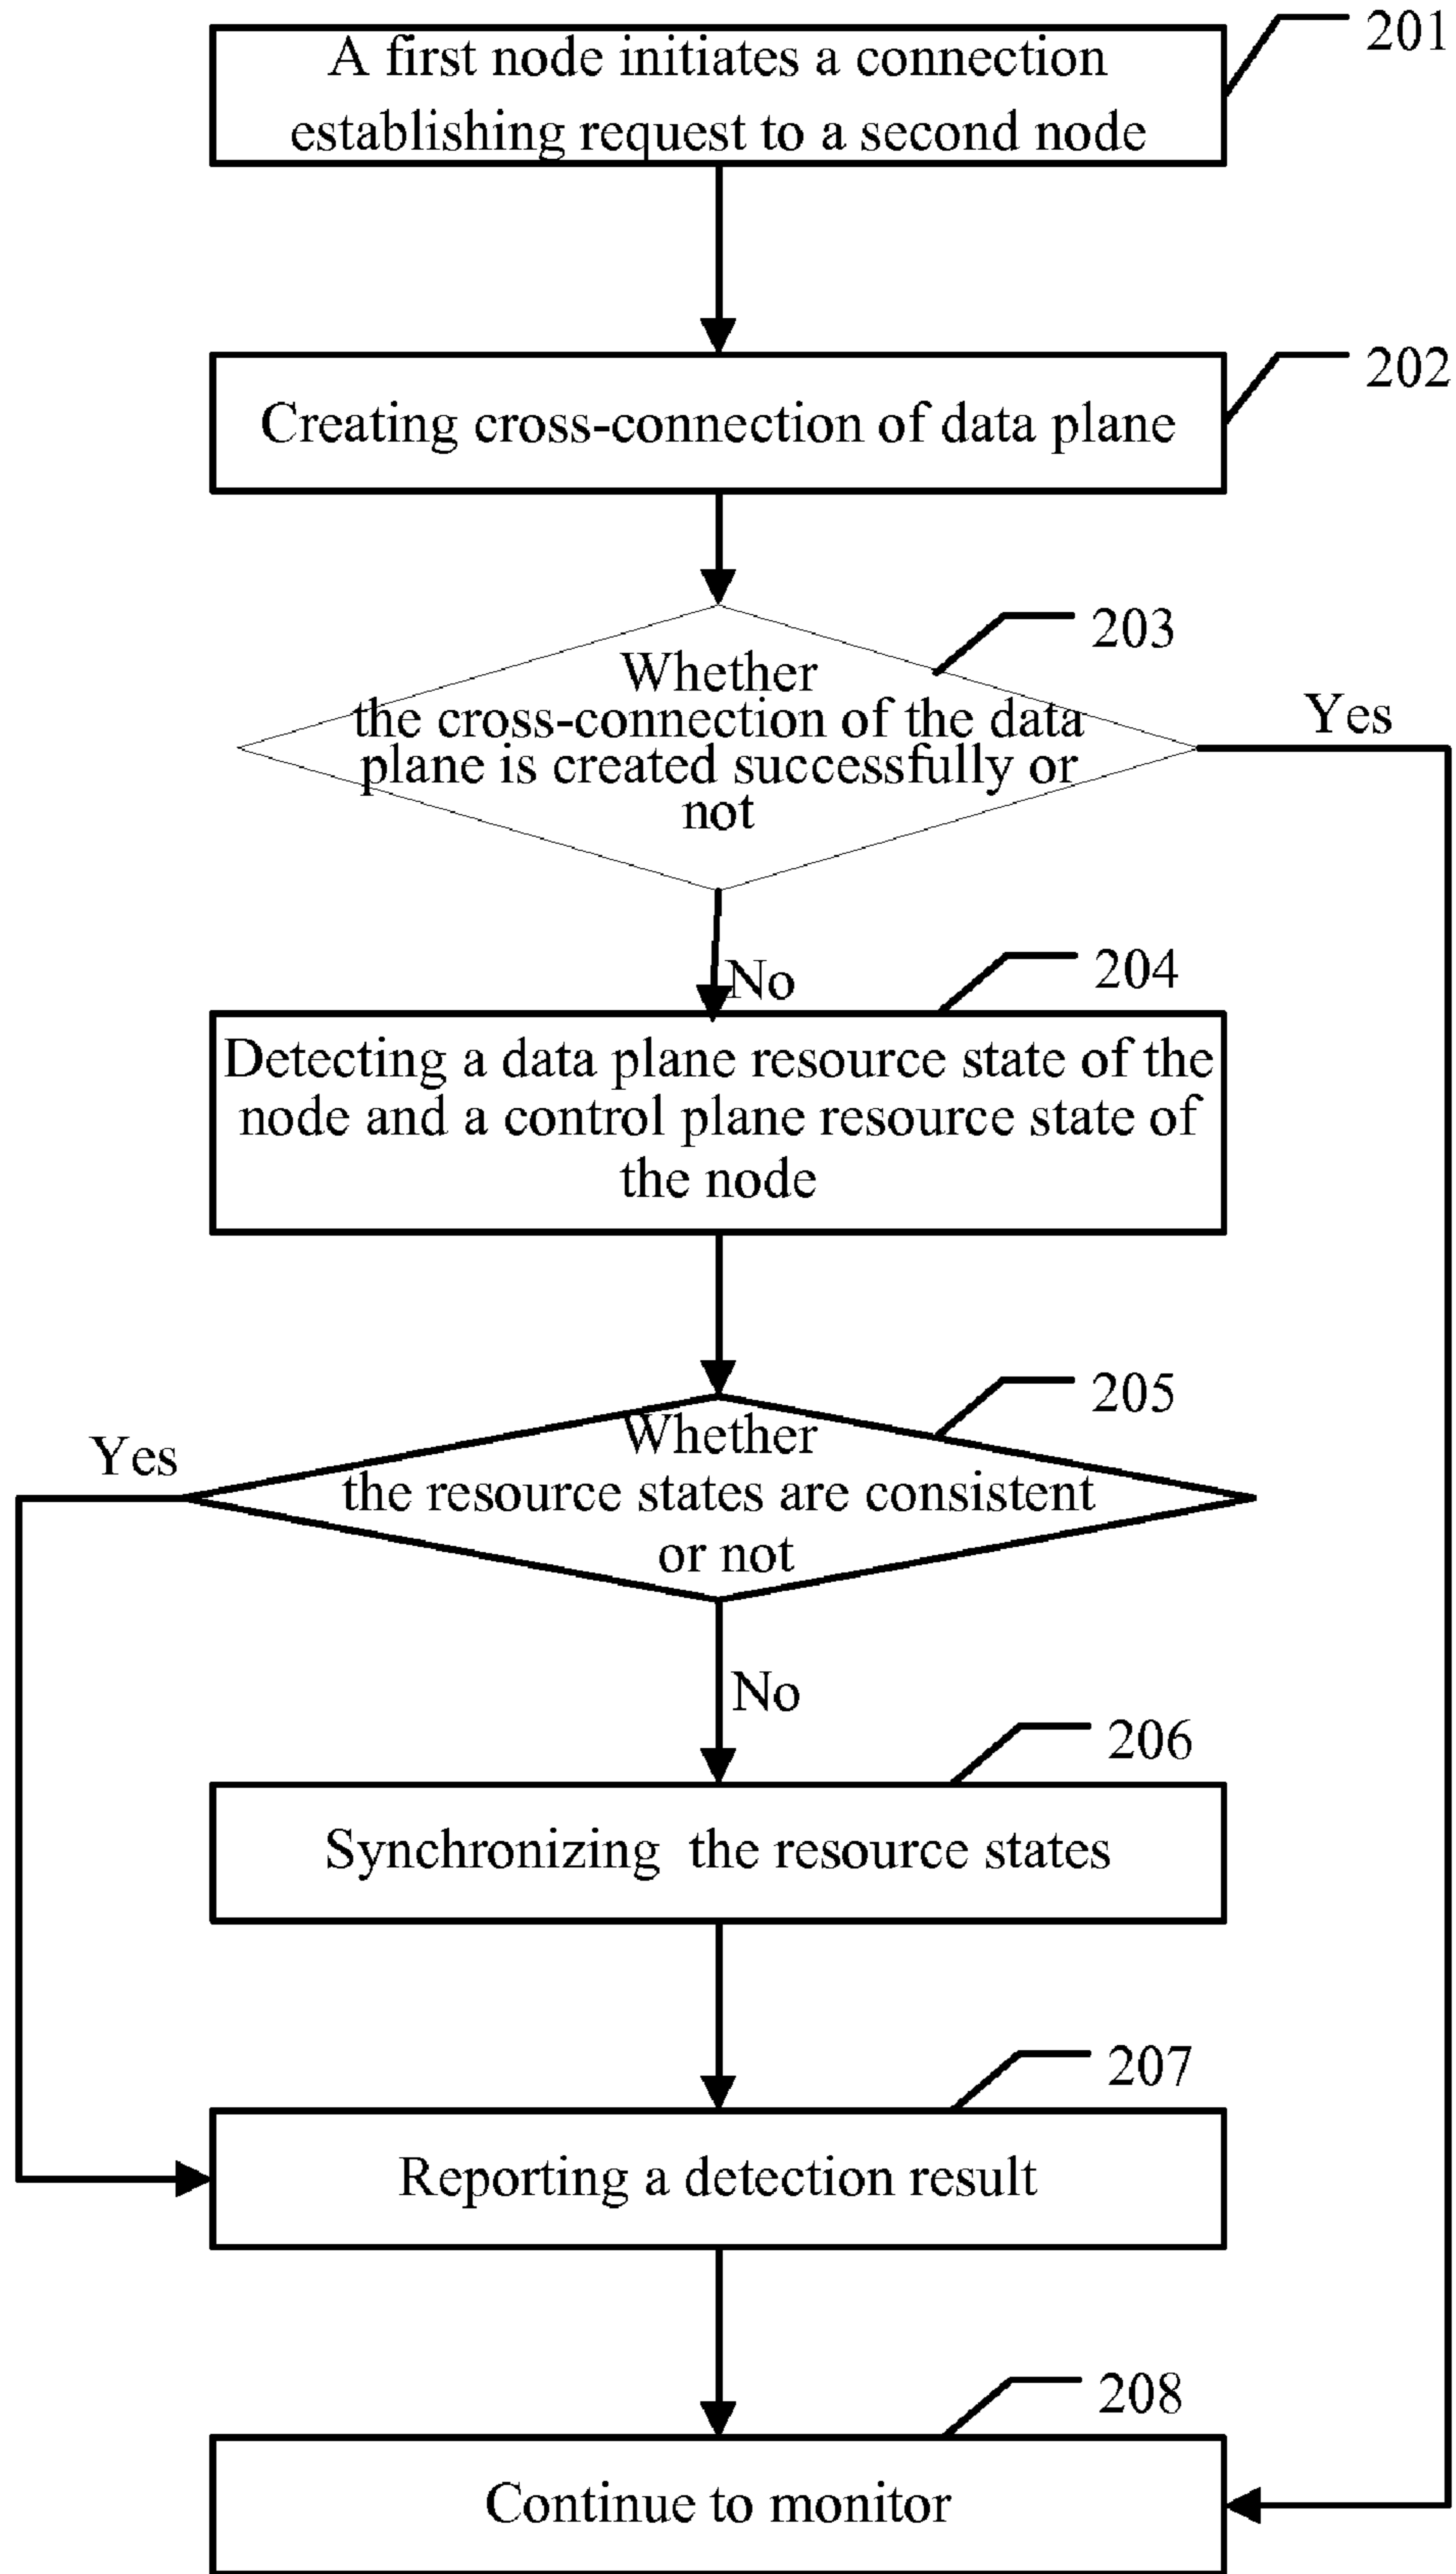 201
A first node initiates a connection
establishing request to a second node
202
Creating cross-connection of data plane
203
Whether
the cross-connection of the data
plane is created successfully or
not
Yes
No
204
Detecting a data plane resource state of the
node and a control plane resource state of
the node
205
Whether
the resource states are consistent
or not
Yes
No
206
Synchronizing the resource states
207
Reporting a detection result
208
Continue to monitor